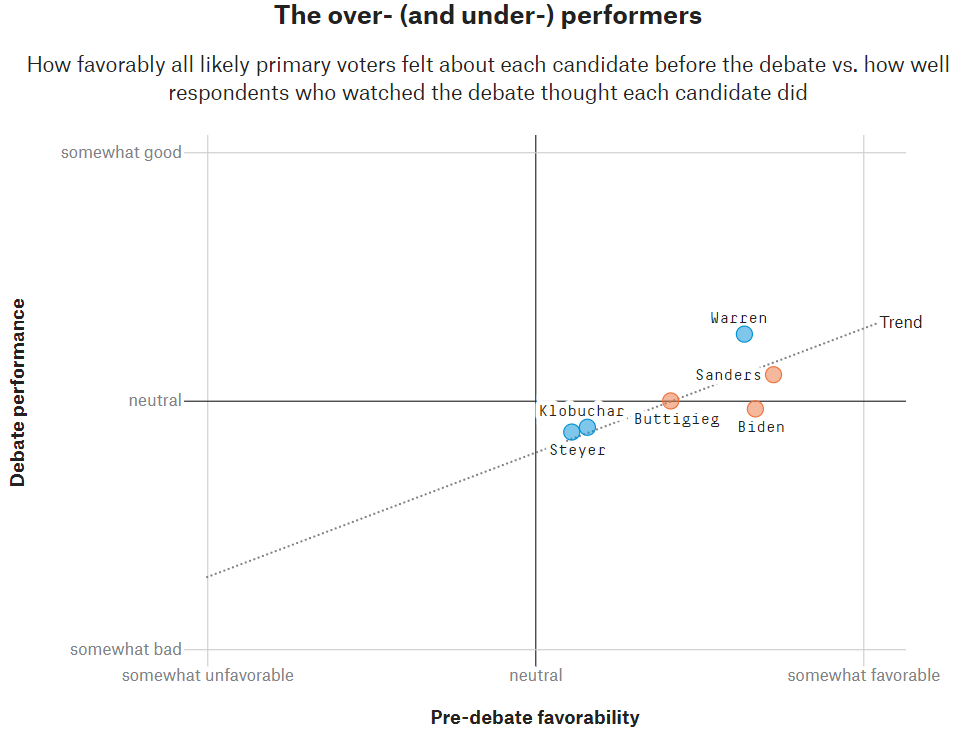 The over- (and under-) performers
How favorably all likely primary voters felt about each candidate before the debate vs. how well
respondents who watched the debate thought each candidate did
somewhat good
Warren
Trend
Sanders
neutral
Klobuchar
Buttigieg
Biden
Steyer
somewhat bad
somewhat unfavorable
neutral
somewhat favorable
Debate performance
Pre-debate favorability